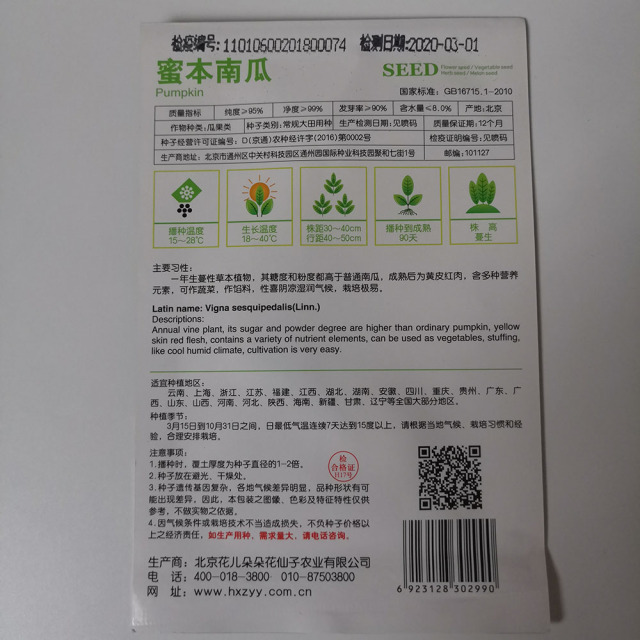 检疫编号:11010600201800074 检测日期:2020-03-01
蜜本南瓜
Pumpkin
SEED
Flower seed / Vegetable seed
Herb seed / Melon seed
国家标准: GB16715.1-2010
质量指标 纯度≥95% 净度≥99% 发芽率≥90% 含水量≤8.0% 产地:北京
作物种类:瓜果类 种子类别:常规大田用种 生产检测日期:见喷码 质量保证期:12个月
种子经营许可证编号: D(京通)农种经许字(2016)第0002号 检疫证明编号:见喷码
生产商地址: 北京市通州区中关村科技园区通州园国际种业科技园聚和七街1号 邮编:101127
播种温度
15～28℃
生长温度
18～40℃
株距30～40cm
行距40～50cm
播种到成熟
90天
株 高
蔓生
主要习性:
一年生蔓性草本植物，其糖度和粉度都高于普通南瓜，成熟后为黄皮红肉，含多种营养
元素，可作蔬菜，作馅料，性喜阴凉湿润气候，栽培极易。
Latin name: Vigna sesquipedalis(Linn.)
Descriptions:
Annual vine plant, its sugar and powder degree are higher than ordinary pumpkin, yellow
skin red flesh, contains a variety of nutrient elements, can be used as vegetables, stuffing,
like cool humid climate, cultivation is very easy.
适宜种植地区:
云南、上海、浙江、江苏、福建、江西、湖北、湖南、安徽、四川、重庆、贵州、广东、广
西、山东、山西、河南、河北、陕西、海南、新疆、甘肃、辽宁等全国大部分地区。
种植季节:
3月15日到10月31日之间，日最低气温连续7天达到15度以上，请根据当地气候、栽培习惯和经
验，合理安排栽培。
注意事项:
1.播种时，覆土厚度为种子直径的1-2倍。
2.种子放在避光、干燥处。
3.种子遗传基因复杂，各地气候差异明显，品种形状有可
能出现差异，因此，本包装之图像、色彩及特征特性仅供
参考，不做实物之依据。
4.因气候条件或栽培技术不当造成损失，不负种子价格以
上之经济责任，如生产用种，需求量大，请电话咨询。
检
合格证
生产商: 北京花儿朵朵花仙子农业有限公司
电 话: 400-018-3800 010-87503800
网 址: www.hxzyy.com.cn
6 923128 302990